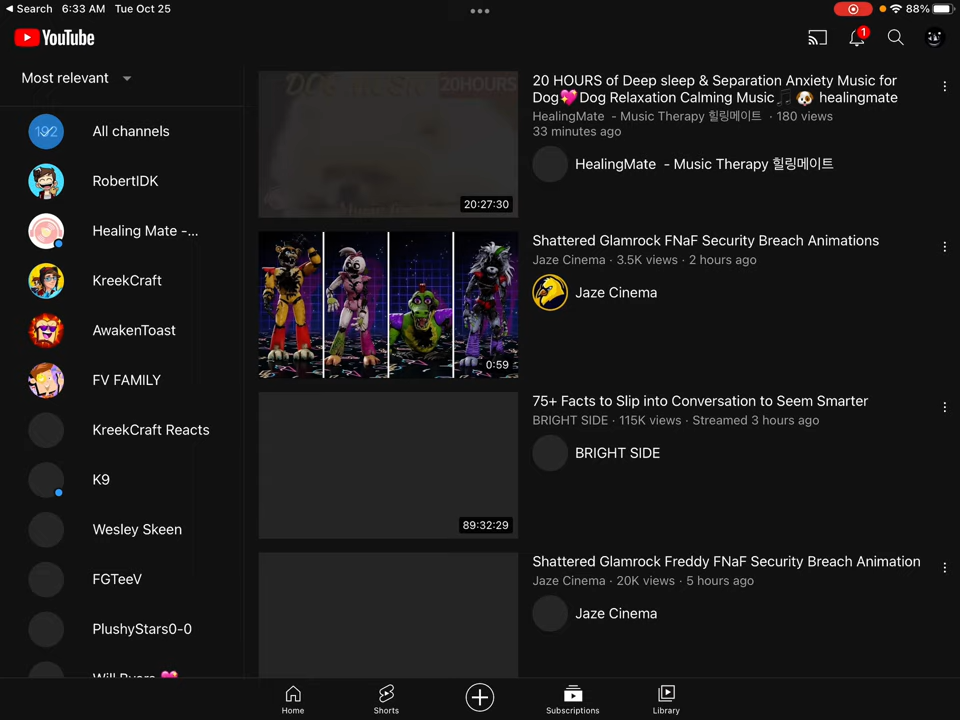 Search 6:33 AM Tue Oct 25
88%
YouTube
1
Most relevant
All channels
RobertIDK
Healing Mate -...
KreekCraft
AwakenToast
FV FAMILY
KreekCraft Reacts
K9
Wesley Skeen
FGTeeV
PlushyStars0-0
20HOURS
20:27:30
20 HOURS of Deep sleep & Separation Anxiety Music for
Dog💖Dog Relaxation Calming Music🎵🐶 healingmate
HealingMate - Music Therapy 힐링메이트 · 180 views
33 minutes ago
HealingMate - Music Therapy 힐링메이트
0:59
Shattered Glamrock FNaF Security Breach Animations
Jaze Cinema · 3.5K views · 2 hours ago
Jaze Cinema
89:32:29
75+ Facts to Slip into Conversation to Seem Smarter
BRIGHT SIDE · 115K views · Streamed 3 hours ago
BRIGHT SIDE
Shattered Glamrock Freddy FNaF Security Breach Animation
Jaze Cinema · 20K views · 5 hours ago
Jaze Cinema
Home
Shorts
Subscriptions
Library